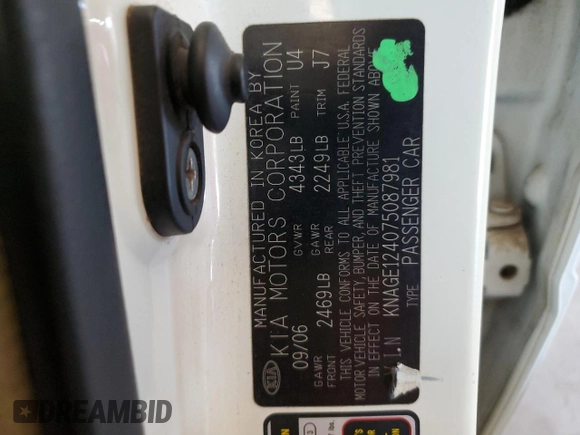 MANUFACTURED IN KOREA BY
KIA MOTORS CORPORATION
KIA
09/06 GVWR 4343LB PAINT U4
GAWR FRONT 2469LB GAWR REAR 2249LB TRIM J7
THIS VEHICLE CONFORMS TO ALL APPLICABLE U.S.A. FEDERAL
MOTOR VEHICLE SAFETY, BUMPER, AND THEFT PREVENTION STANDARDS
IN EFFECT ON THE DATE OF MANUFACTURE SHOWN ABOVE
V.I.N KNAGE124075087981
TYPE PASSENGER CAR
DREAMBID